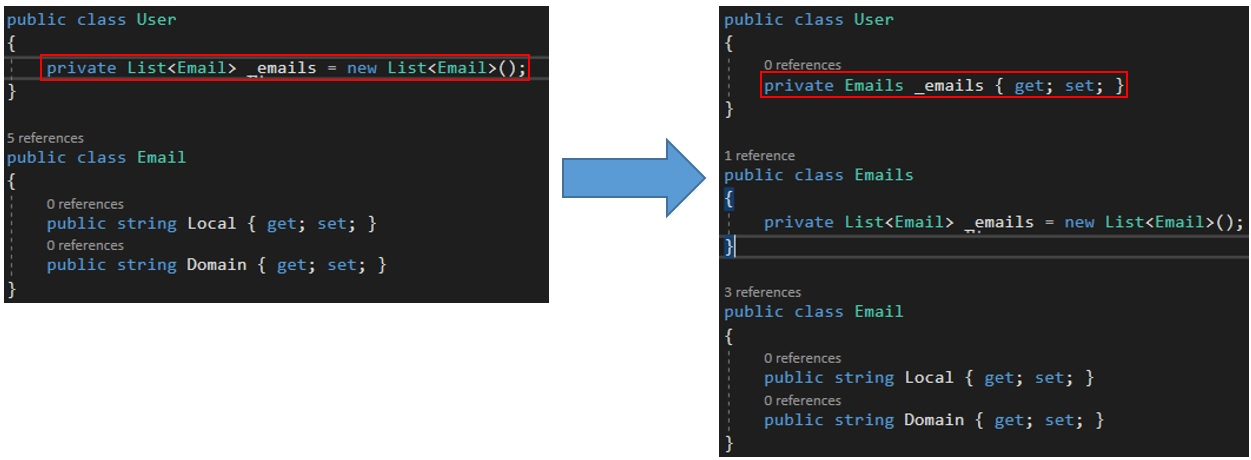 public class User
{
private List<Email> _emails = new List<Email>();
}
5 references
public class Email
{
0 references
public string Local { get; set; }
0 references
public string Domain { get; set; }
}
public class User
{
0 references
private Emails _emails { get; set; }
}
1 reference
public class Emails
{
private List<Email> _emails = new List<Email>();
}
3 references
public class Email
{
0 references
public string Local { get; set; }
0 references
public string Domain { get; set; }
}